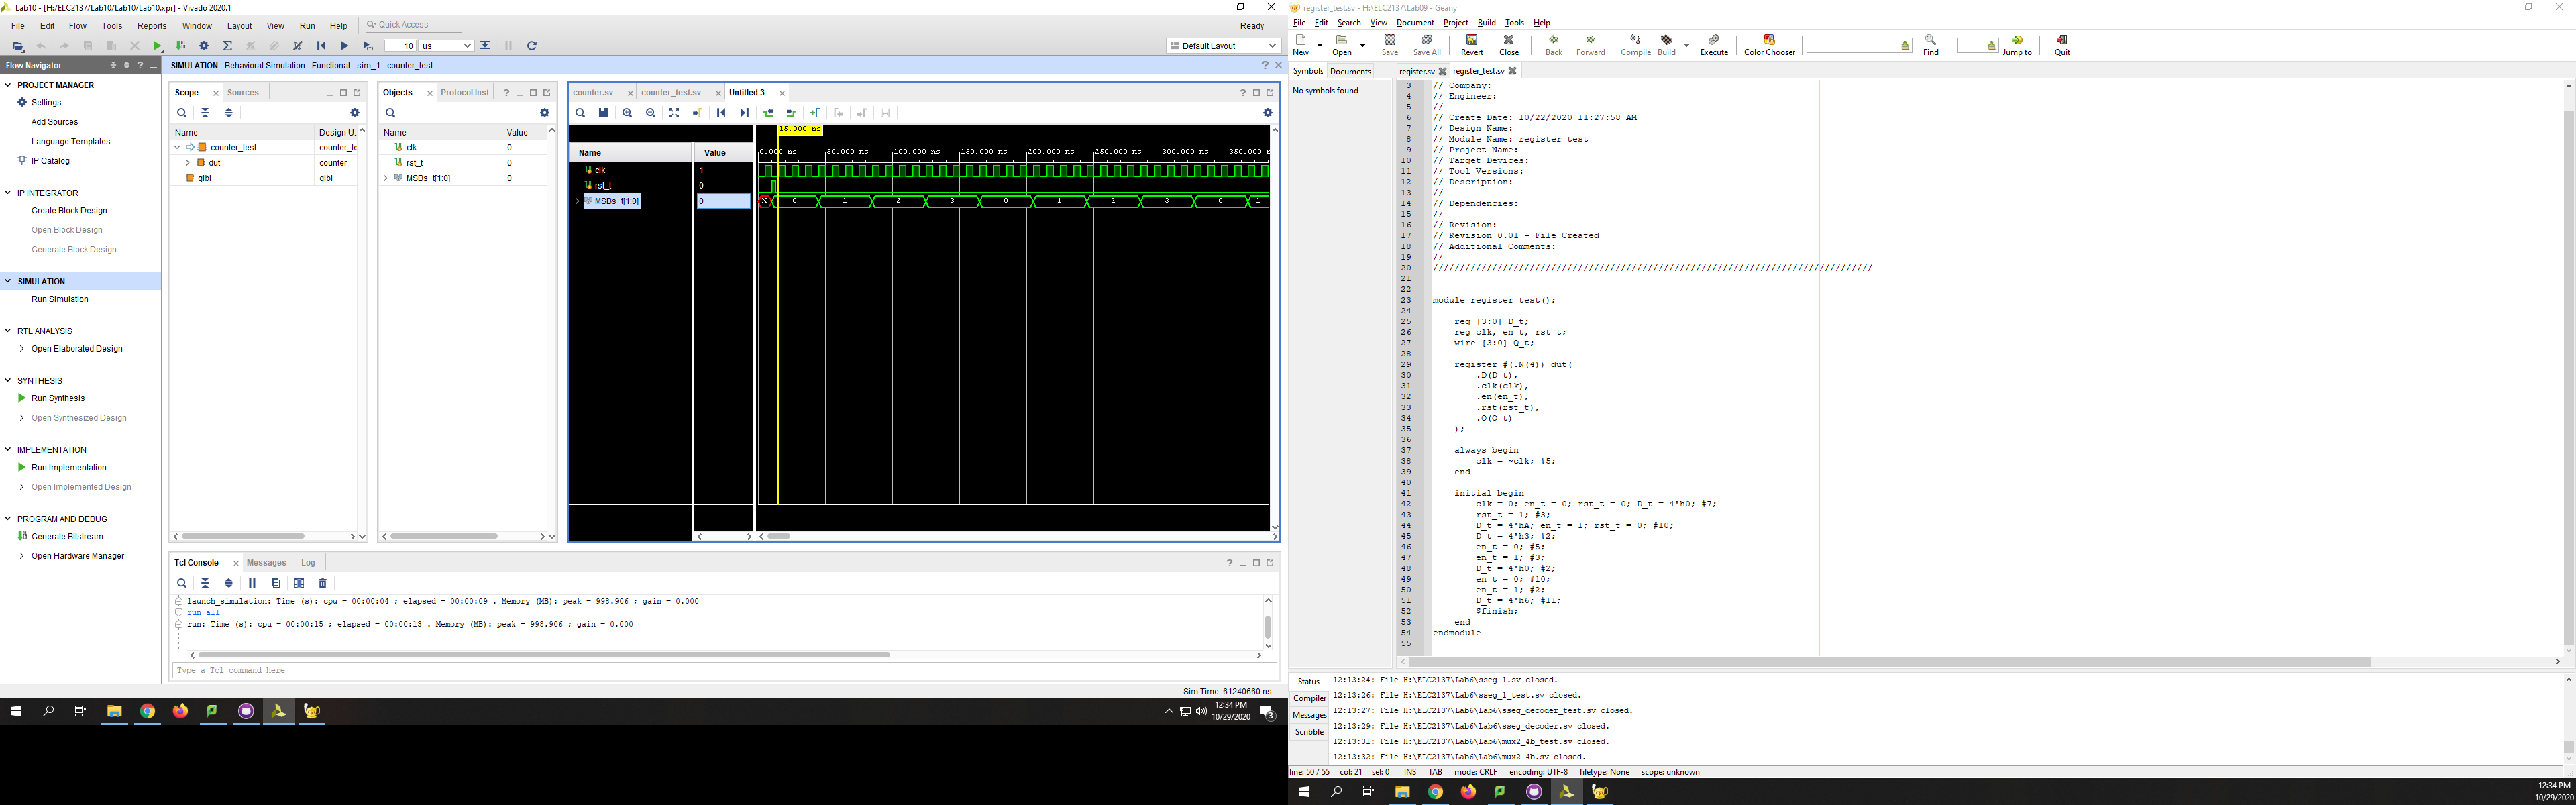 Lab10 - [H:/ELC2137/Lab10/Lab10/Lab10.xpr] - Vivado 2020.1
File Edit Flow Tools Reports Window Layout View Run Help Quick Access
Ready
10 us
Default Layout
Flow Navigator
PROJECT MANAGER
Settings
Add Sources
Language Templates
IP Catalog
IP INTEGRATOR
Create Block Design
Open Block Design
Generate Block Design
SIMULATION
Run Simulation
RTL ANALYSIS
Open Elaborated Design
SYNTHESIS
Run Synthesis
Open Synthesized Design
IMPLEMENTATION
Run Implementation
Open Implemented Design
PROGRAM AND DEBUG
Generate Bitstream
Open Hardware Manager
SIMULATION - Behavioral Simulation - Functional - sim_1 - counter_test
Scope Sources
Name Design U.
counter_test counter_te
dut counter
glbl glbl
Objects Protocol Inst
Name Value
clk 0
rst_t 0
MSBs_t[1:0] 0
counter.sv counter_test.sv Untitled 3
15.000 ns
Name Value
0.000 ns 50.000 ns 100.000 ns 150.000 ns 200.000 ns 250.000 ns 300.000 ns 350.000 n
clk 1
rst_t 0
MSBs_t[1:0] 0
X 0 1 2 3 0 1 2 3 0 1
Tcl Console Messages Log
launch_simulation: Time (s): cpu = 00:00:04 ; elapsed = 00:00:09 . Memory (MB): peak = 998.906 ; gain = 0.000
run all
run: Time (s): cpu = 00:00:15 ; elapsed = 00:00:13 . Memory (MB): peak = 998.906 ; gain = 0.000
Type a Tcl command here
Sim Time: 61240660 ns
12:34 PM
10/29/2020
3
register_test.sv - H:\ELC2137\Lab09 - Geany
File Edit Search View Document Project Build Tools Help
New Open Save Save All Revert Close Back Forward Compile Build Execute Color Chooser Find Jump to Quit
Symbols Documents
No symbols found
register.sv register_test.sv
3 // Company:
4 // Engineer:
5 //
6 // Create Date: 10/22/2020 11:27:58 AM
7 // Design Name:
8 // Module Name: register_test
9 // Project Name:
10 // Target Devices:
11 // Tool Versions:
12 // Description:
13 //
14 // Dependencies:
15 //
16 // Revision:
17 // Revision 0.01 - File Created
18 // Additional Comments:
19 //
20 //////////////////////////////////////////////////////////////////////////////////
21
22
23 module register_test();
24
25 reg [3:0] D_t;
26 reg clk, en_t, rst_t;
27 wire [3:0] Q_t;
28
29 register #(.N(4)) dut(
30 .D(D_t),
31 .clk(clk),
32 .en(en_t),
33 .rst(rst_t),
34 .Q(Q_t)
35 );
36
37 always begin
38 clk = ~clk; #5;
39 end
40
41 initial begin
42 clk = 0; en_t = 0; rst_t = 0; D_t = 4'h0; #7;
43 rst_t = 1; #3;
44 D_t = 4'hA; en_t = 1; rst_t = 0; #10;
45 D_t = 4'h3; #2;
46 en_t = 0; #5;
47 en_t = 1; #3;
48 D_t = 4'h0; #2;
49 en_t = 0; #10;
50 en_t = 1; #2;
51 D_t = 4'h6; #11;
52 $finish;
53 end
54 endmodule
55
Status
Compiler
Messages
Scribble
12:13:24: File H:\ELC2137\Lab6\sseg_1.sv closed.
12:13:26: File H:\ELC2137\Lab6\sseg_1_test.sv closed.
12:13:27: File H:\ELC2137\Lab6\Lab6\sseg_decoder_test.sv closed.
12:13:29: File H:\ELC2137\Lab6\Lab6\sseg_decoder.sv closed.
12:13:31: File H:\ELC2137\Lab6\Lab6\mux2_4b_test.sv closed.
12:13:32: File H:\ELC2137\Lab6\Lab6\mux2_4b.sv closed.
line: 50 / 55 col: 21 sel: 0 INS TAB mode: CRLF encoding: UTF-8 filetype: None scope: unknown
12:34 PM
10/29/2020